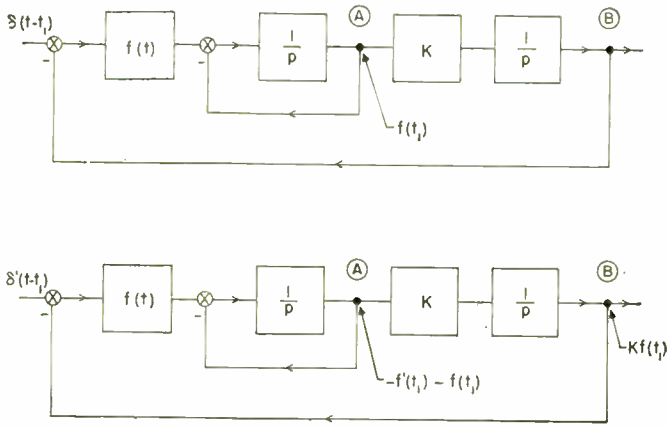 A B
δ(t-t₁) f(t) 1/p K 1/p
- -
f(t₁)
-
A B
δ'(t-t₁) f(t) 1/p K 1/p
- -
-f'(t₁) - f(t₁) Kf(t₁)
-